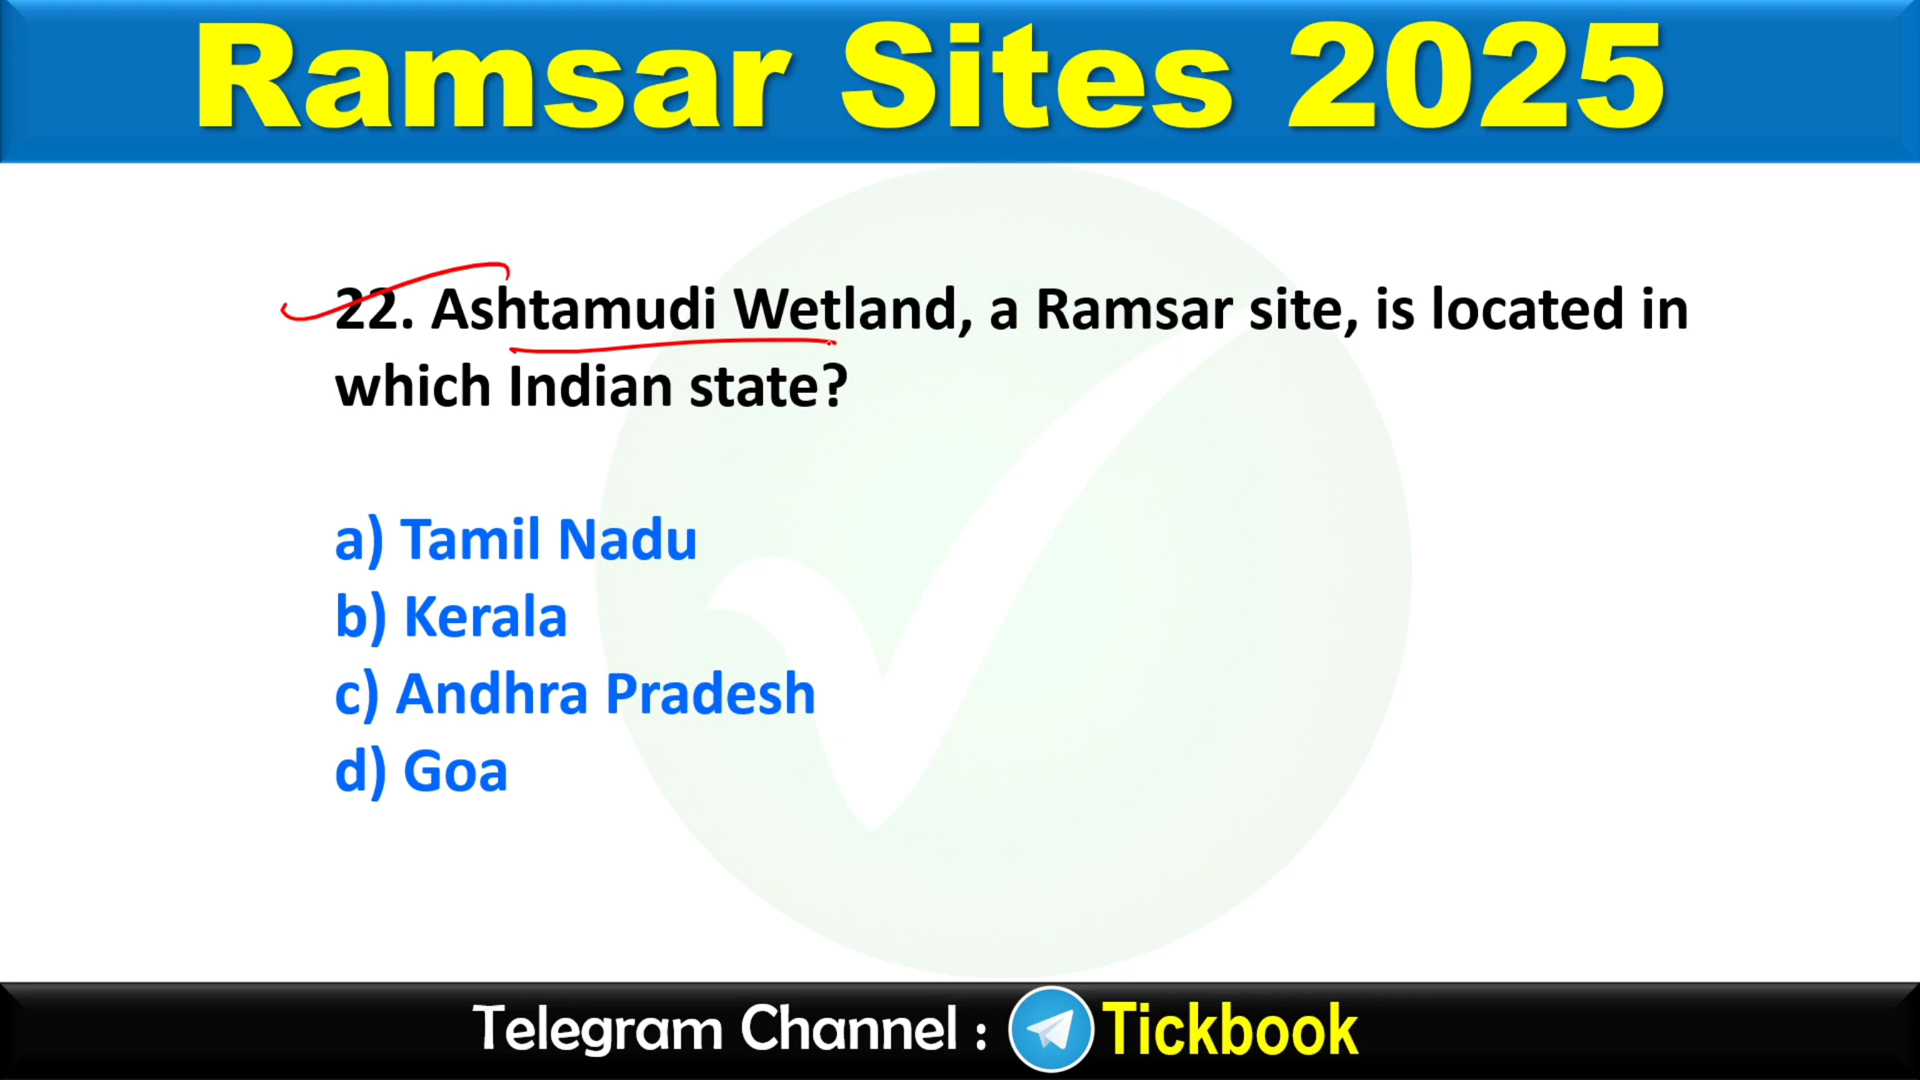 Ramsar Sites 2025
22. Ashtamudi Wetland, a Ramsar site, is located in
which Indian state?
a) Tamil Nadu
b) Kerala
c) Andhra Pradesh
d) Goa
Telegram Channel : Tickbook